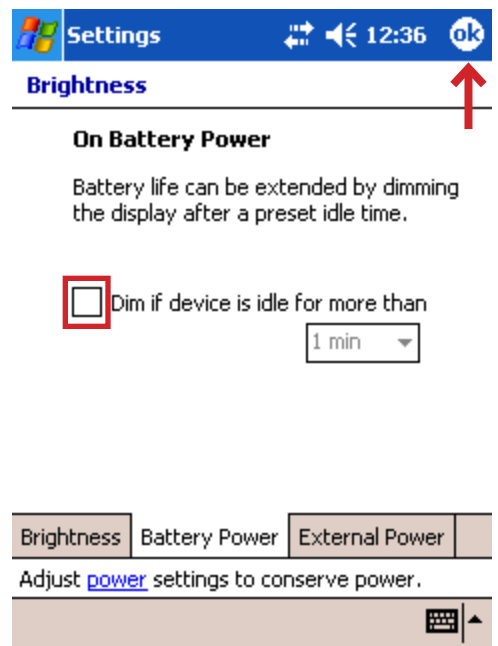 Settings 12:36 ok
Brightness
On Battery Power
Battery life can be extended by dimming
the display after a preset idle time.
Dim if device is idle for more than
1 min
Brightness Battery Power External Power
Adjust power settings to conserve power.